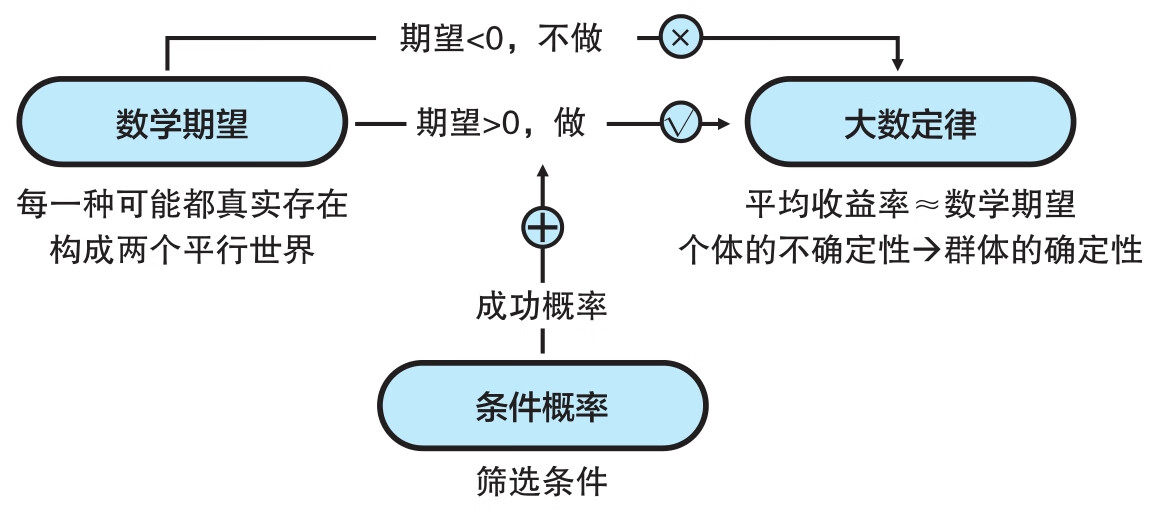 期望<0，不做
×
数学期望
期望>0，做
√
大数定律
每一种可能都真实存在
构成两个平行世界
平均收益率≈数学期望
个体的不确定性→群体的确定性
+
成功概率
条件概率
筛选条件